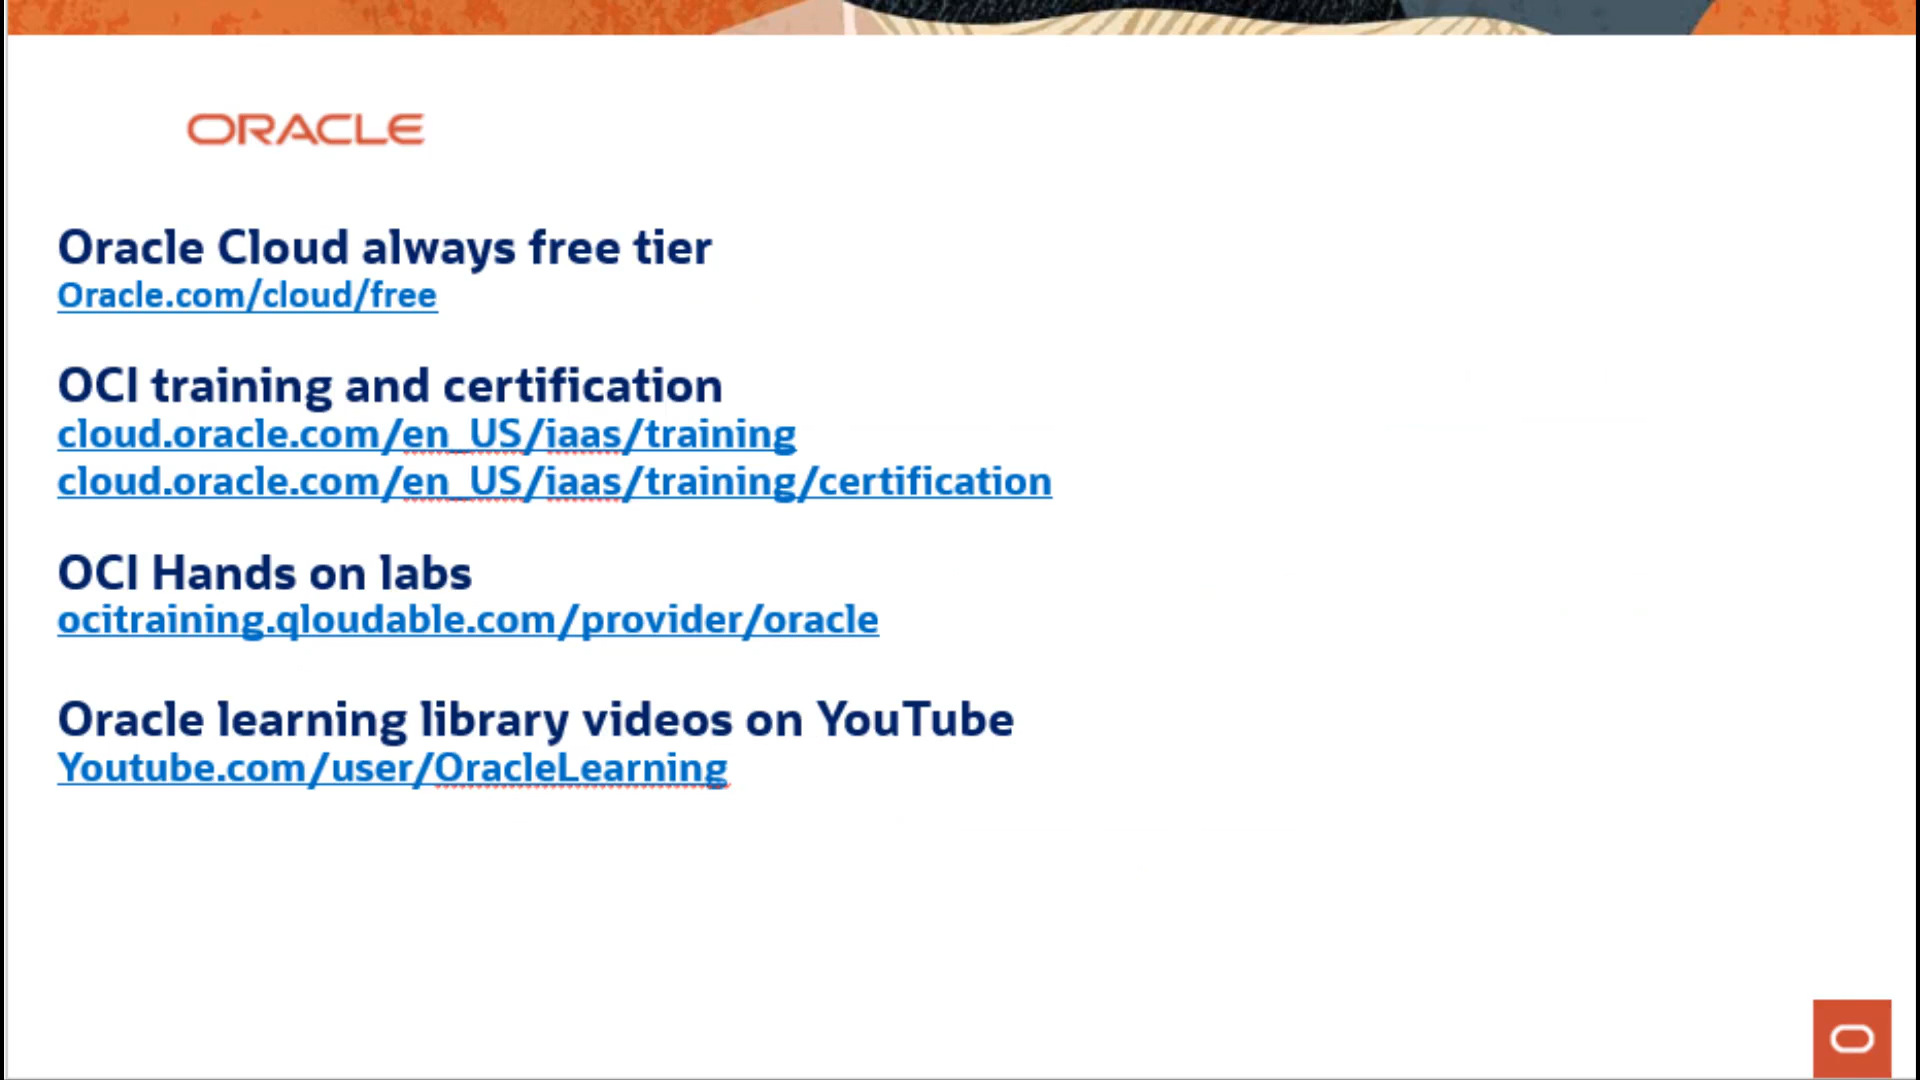 ORACLE
Oracle Cloud always free tier
Oracle.com/cloud/free
OCI training and certification
cloud.oracle.com/en_US/iaas/training
cloud.oracle.com/en_US/iaas/training/certification
OCI Hands on labs
ocitraining.qloudable.com/provider/oracle
Oracle learning library videos on YouTube
Youtube.com/user/OracleLearning